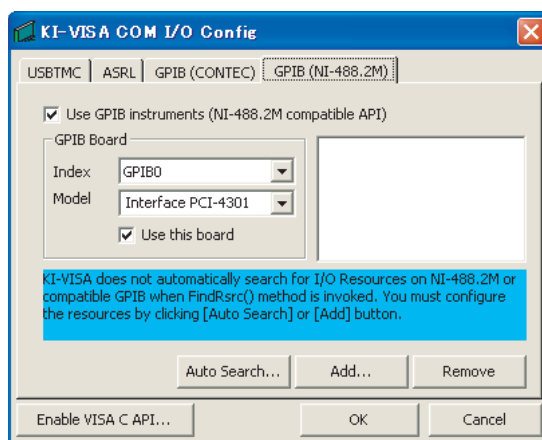 KI-VISA COM I/O Config
USBTMC ASRL GPIB (CONTEC) GPIB (NI-488.2M)
Use GPIB instruments (NI-488.2M compatible API)
GPIB Board
Index GPIB0
Model Interface PCI-4301
Use this board
KI-VISA does not automatically search for I/O Resources on NI-488.2M or
compatible GPIB when FindRsrc() method is invoked. You must configure
the resources by clicking [Auto Search] or [Add] button.
Auto Search... Add... Remove
Enable VISA C API... OK Cancel